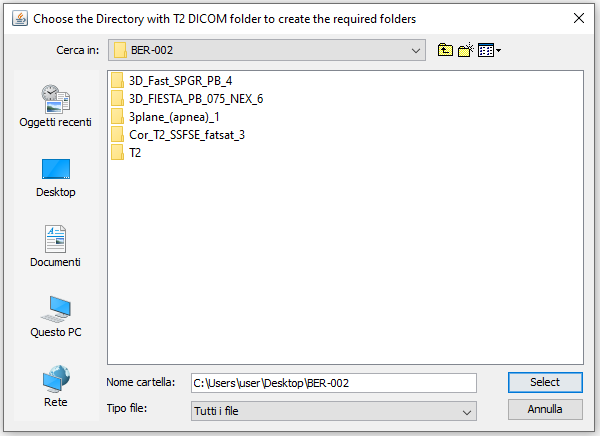 Choose the Directory with T2 DICOM folder to create the required folders
Cerca in:
BER-002
Oggetti recenti
Desktop
Documenti
Questo PC
Rete
3D_Fast_SPGR_PB_4
3D_FIESTA_PB_075_NEX_6
3plane_(apnea)_1
Cor_T2_SSFSE_fatsat_3
T2
Nome cartella:
C:\Users\user\Desktop\BER-002
Select
Tipo file:
Tutti i file
Annulla